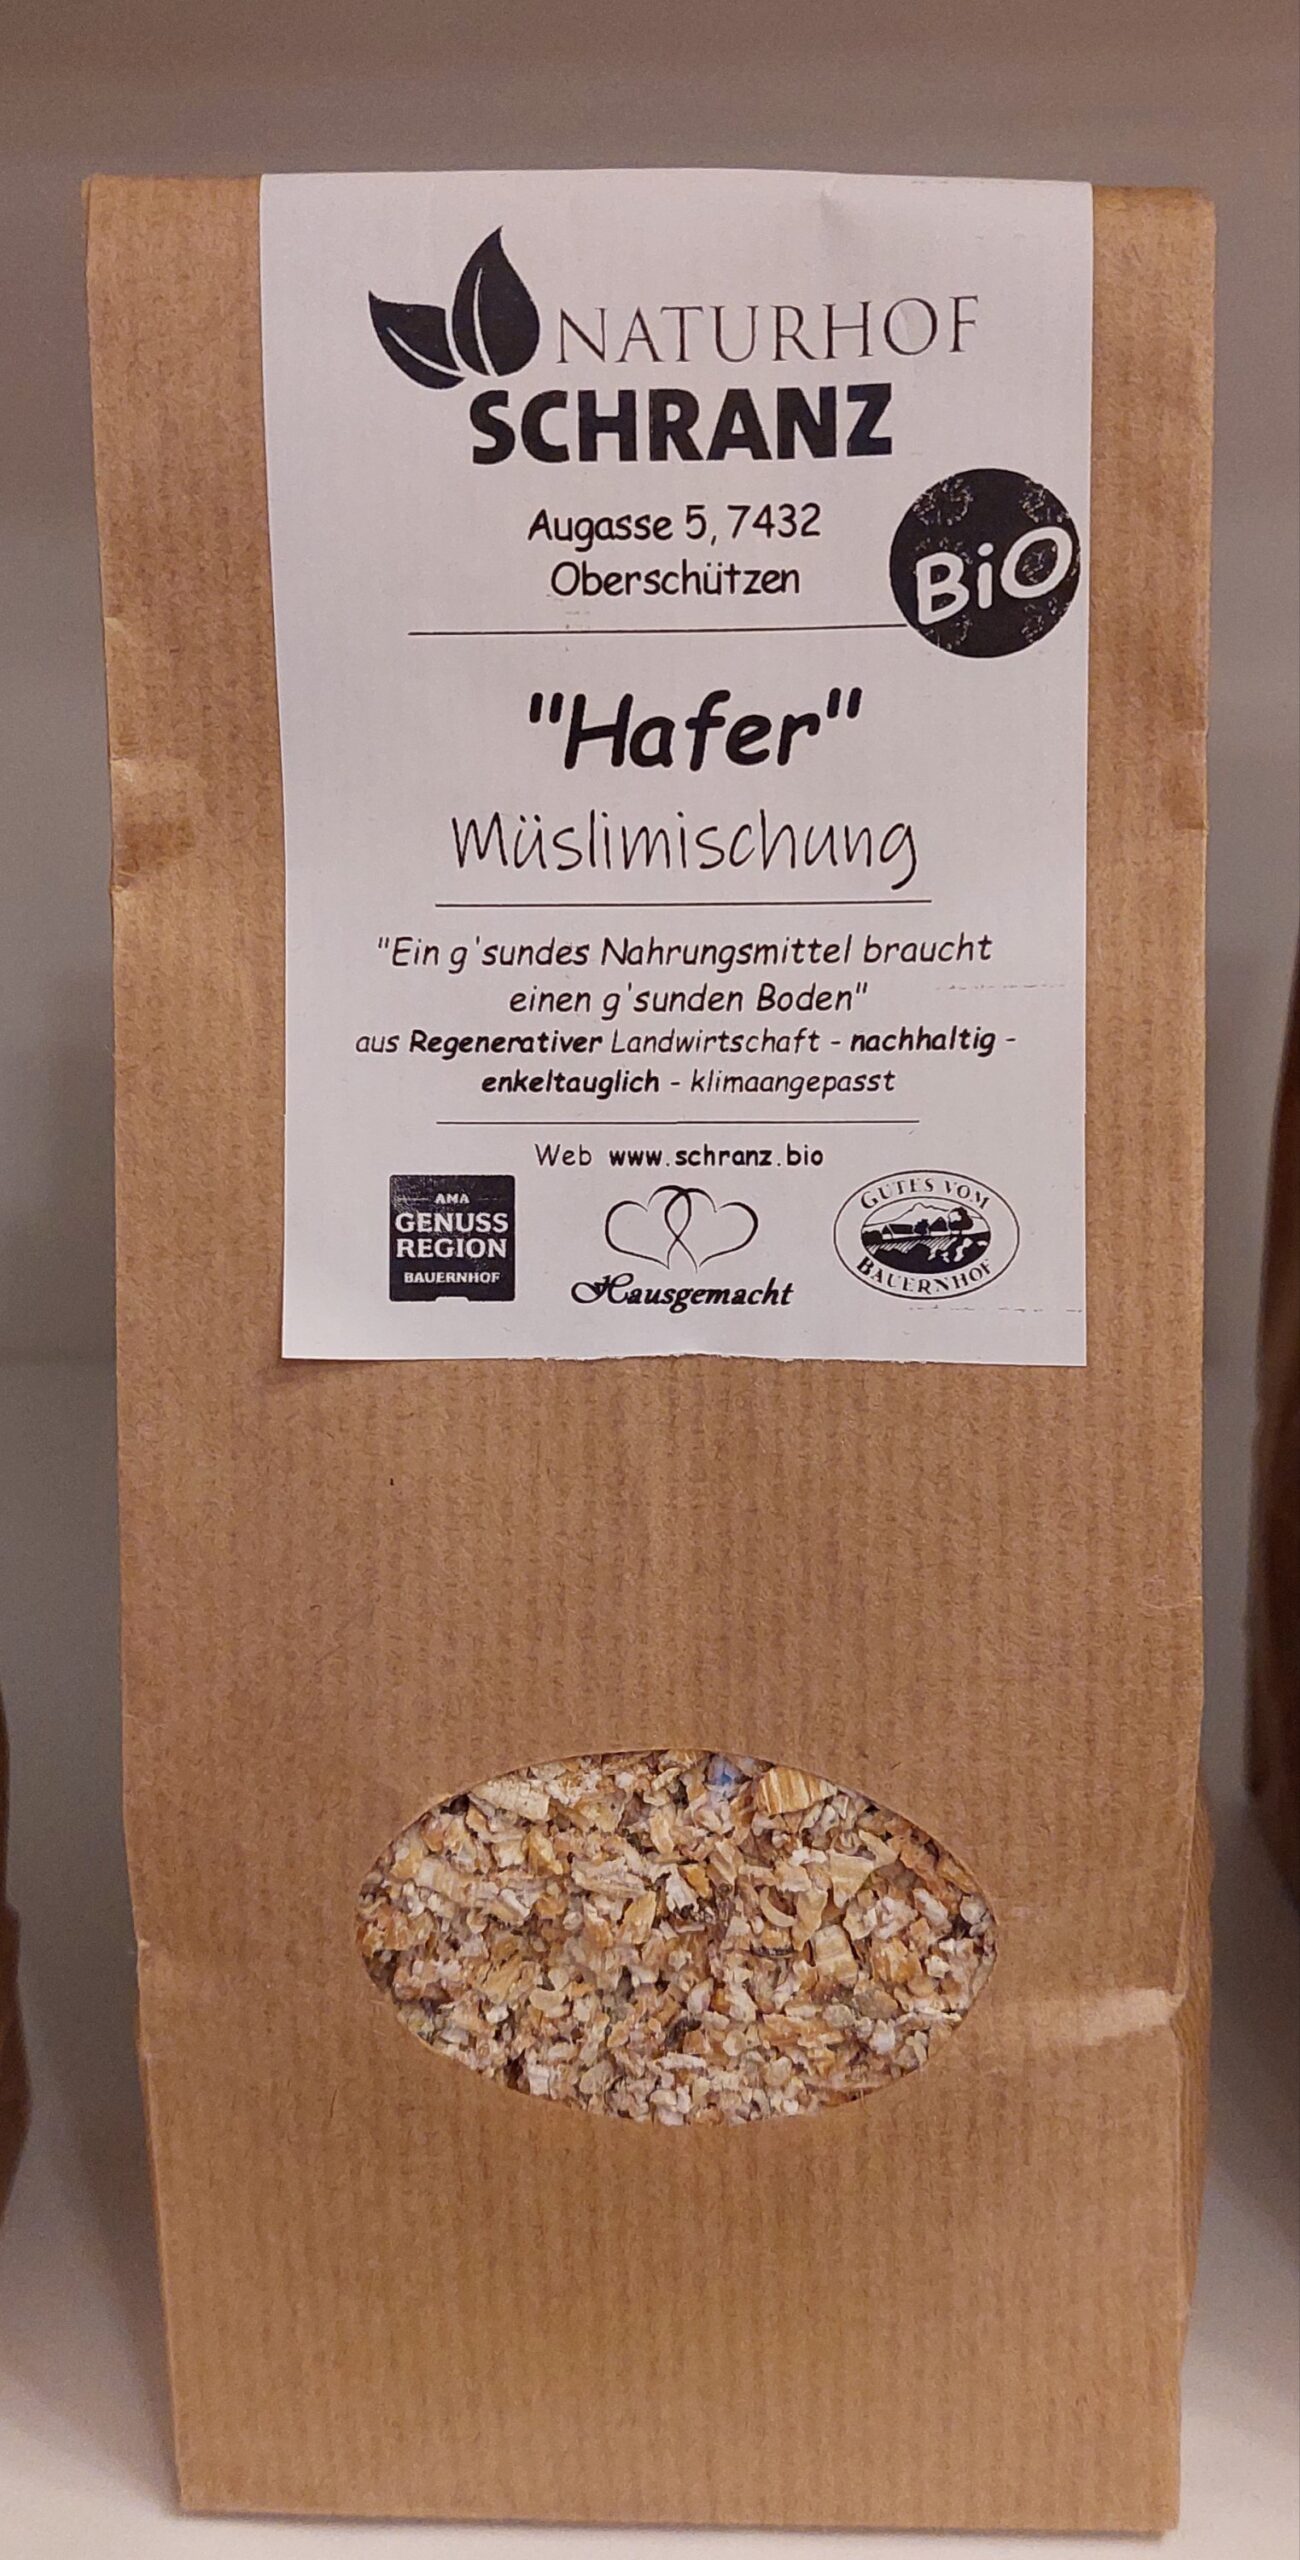 NATURHOF
SCHRANZ
Augasse 5, 7432
Oberschützen
BiO
"Hafer"
Müslimischung
"Ein g'sundes Nahrungsmittel braucht
einen g'sunden Boden"
aus Regenerativer Landwirtschaft - nachhaltig -
enkeltauglich - klimaangepasst
Web www.schranz.bio
AMA
GENUSS
REGION
BAUERNHOF
Hausgemacht
GUTES VOM
BAUERNHOF